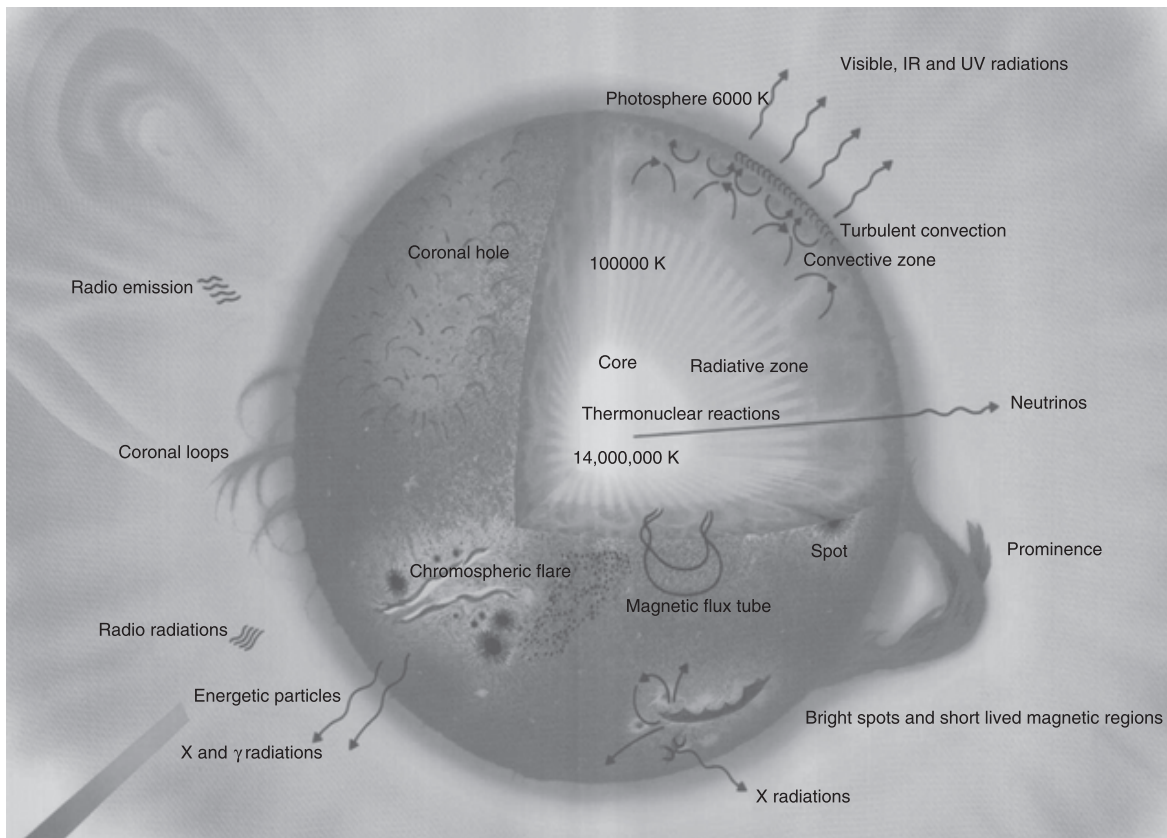 Visible, IR and UV radiations
Photosphere 6000 K
Turbulent convection
Coronal hole
Convective zone
100000 K
Radio emission
Core
Radiative zone
Neutrinos
Thermonuclear reactions
Coronal loops
14,000,000 K
Spot
Prominence
Chromospheric flare
Magnetic flux tube
Radio radiations
Energetic particles
Bright spots and short lived magnetic regions
X and γ radiations
X radiations